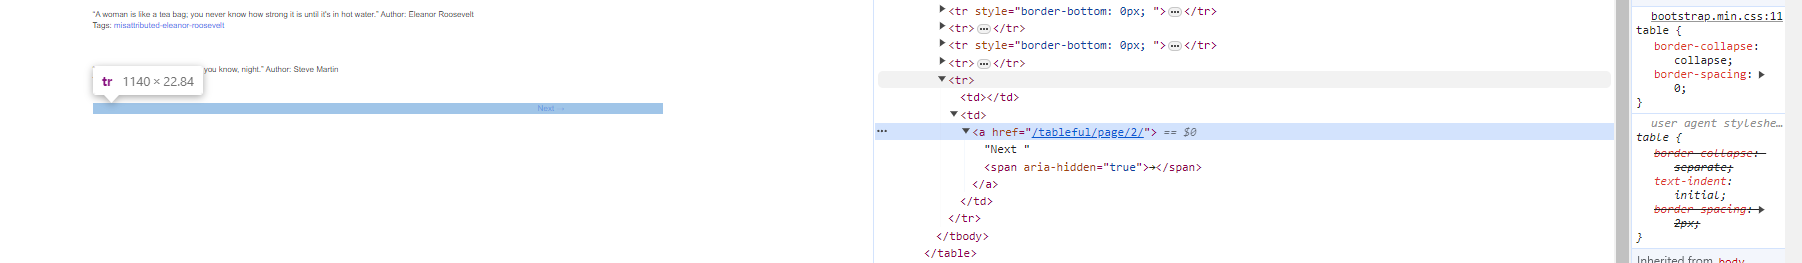 “A woman is like a tea bag; you never know how strong it is until it's in hot water.” Author: Eleanor Roosevelt
Tags: misattributed-eleanor-roosevelt
you know, night.” Author: Steve Martin
tr 1140 × 22.84
Next →
<tr style="border-bottom: 0px; ">…</tr>
<tr>…</tr>
<tr style="border-bottom: 0px; ">…</tr>
<tr>…</tr>
<tr>
<td></td>
<td>
… <a href="/tableful/page/2/"> == $0
"Next "
<span aria-hidden="true">→</span>
</a>
</td>
</tr>
</tbody>
</table>
bootstrap.min.css:11
table {
border-collapse:
collapse;
border-spacing:
0;
}
user agent styleshe…
table {
border-collapse:
separate;
text-indent:
initial;
border-spacing:
2px;
}
Inherited from body